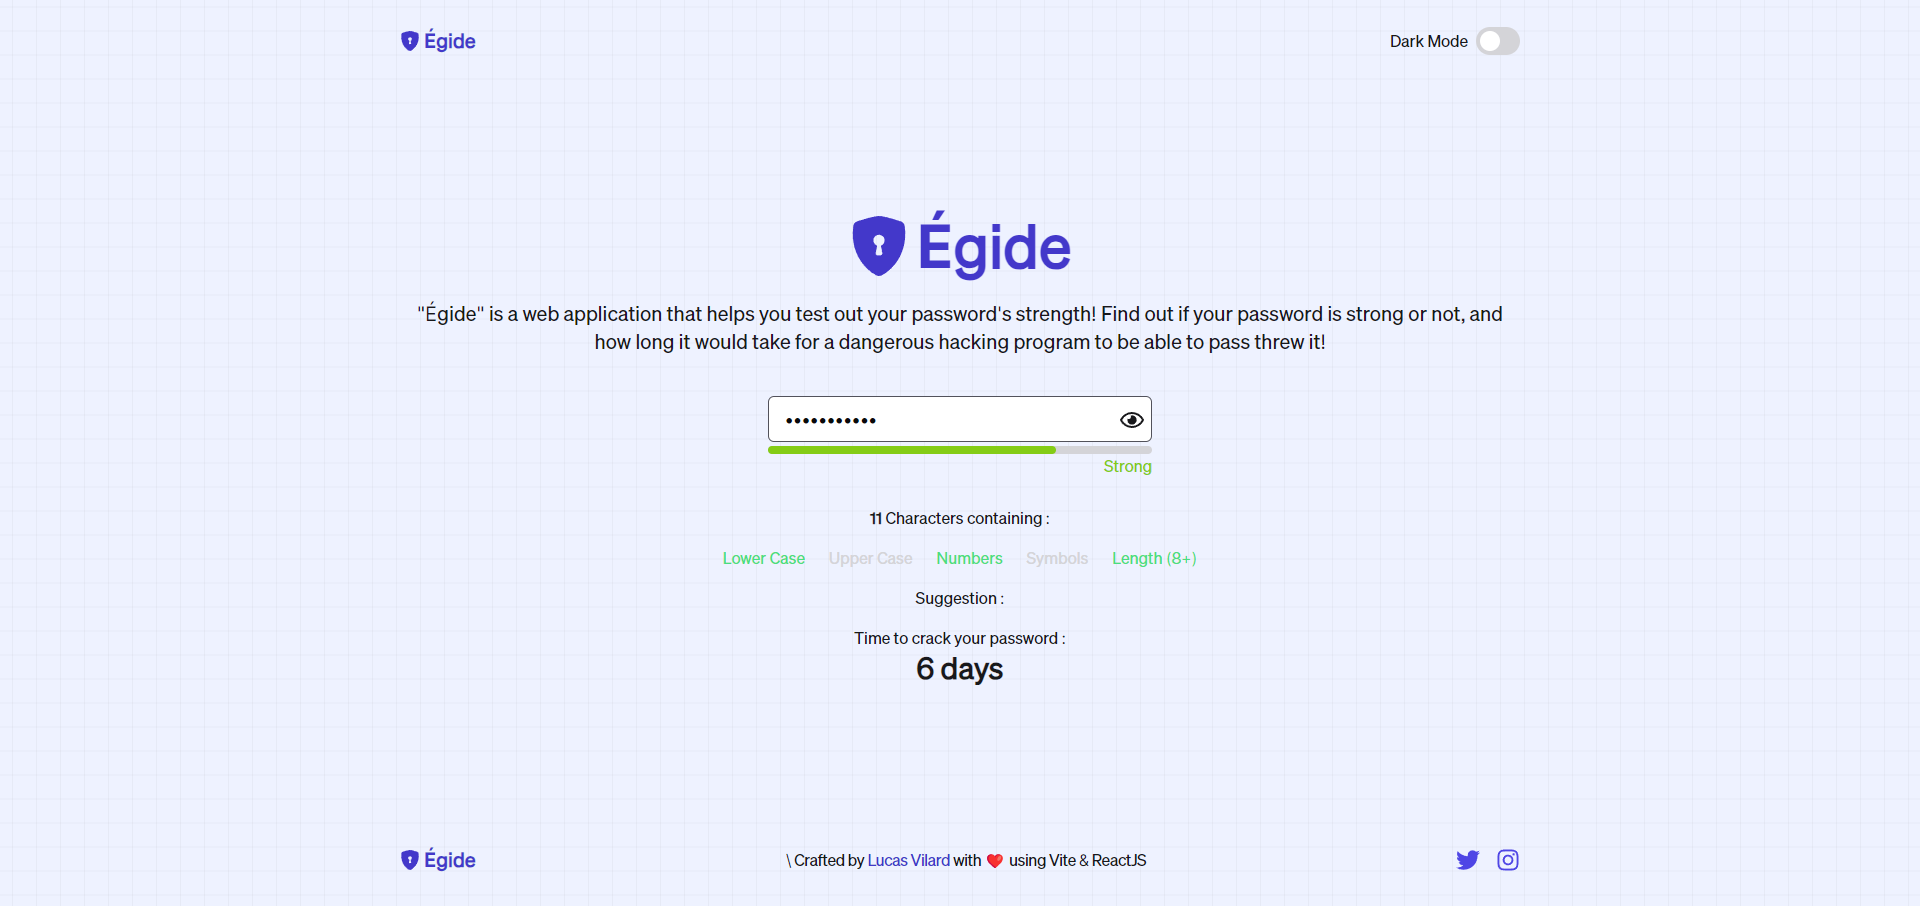 Égide
Dark Mode
Égide
"Égide" is a web application that helps you test out your password's strength! Find out if your password is strong or not, and
how long it would take for a dangerous hacking program to be able to pass threw it!
•••••••••••
Strong
11 Characters containing :
Lower Case Upper Case Numbers Symbols Length (8+)
Suggestion :
Time to crack your password :
6 days
Égide
\ Crafted by Lucas Vilard with ❤️ using Vite & ReactJS